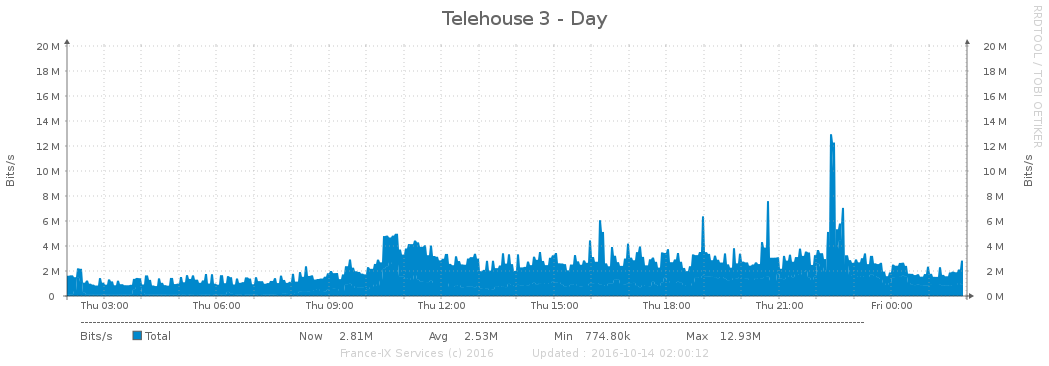 Telehouse 3 - Day
RRDTOOL / TOBI OETIKER
Bits/s
Bits/s
20 M 20 M
18 M 18 M
16 M 16 M
14 M 14 M
12 M 12 M
10 M 10 M
8 M 8 M
6 M 6 M
4 M 4 M
2 M 2 M
0 0 M
Thu 03:00 Thu 06:00 Thu 09:00 Thu 12:00 Thu 15:00 Thu 18:00 Thu 21:00 Fri 00:00
Bits/s Total Now 2.81M Avg 2.53M Min 774.80k Max 12.93M
France-IX Services (c) 2016 Updated : 2016-10-14 02:00:12